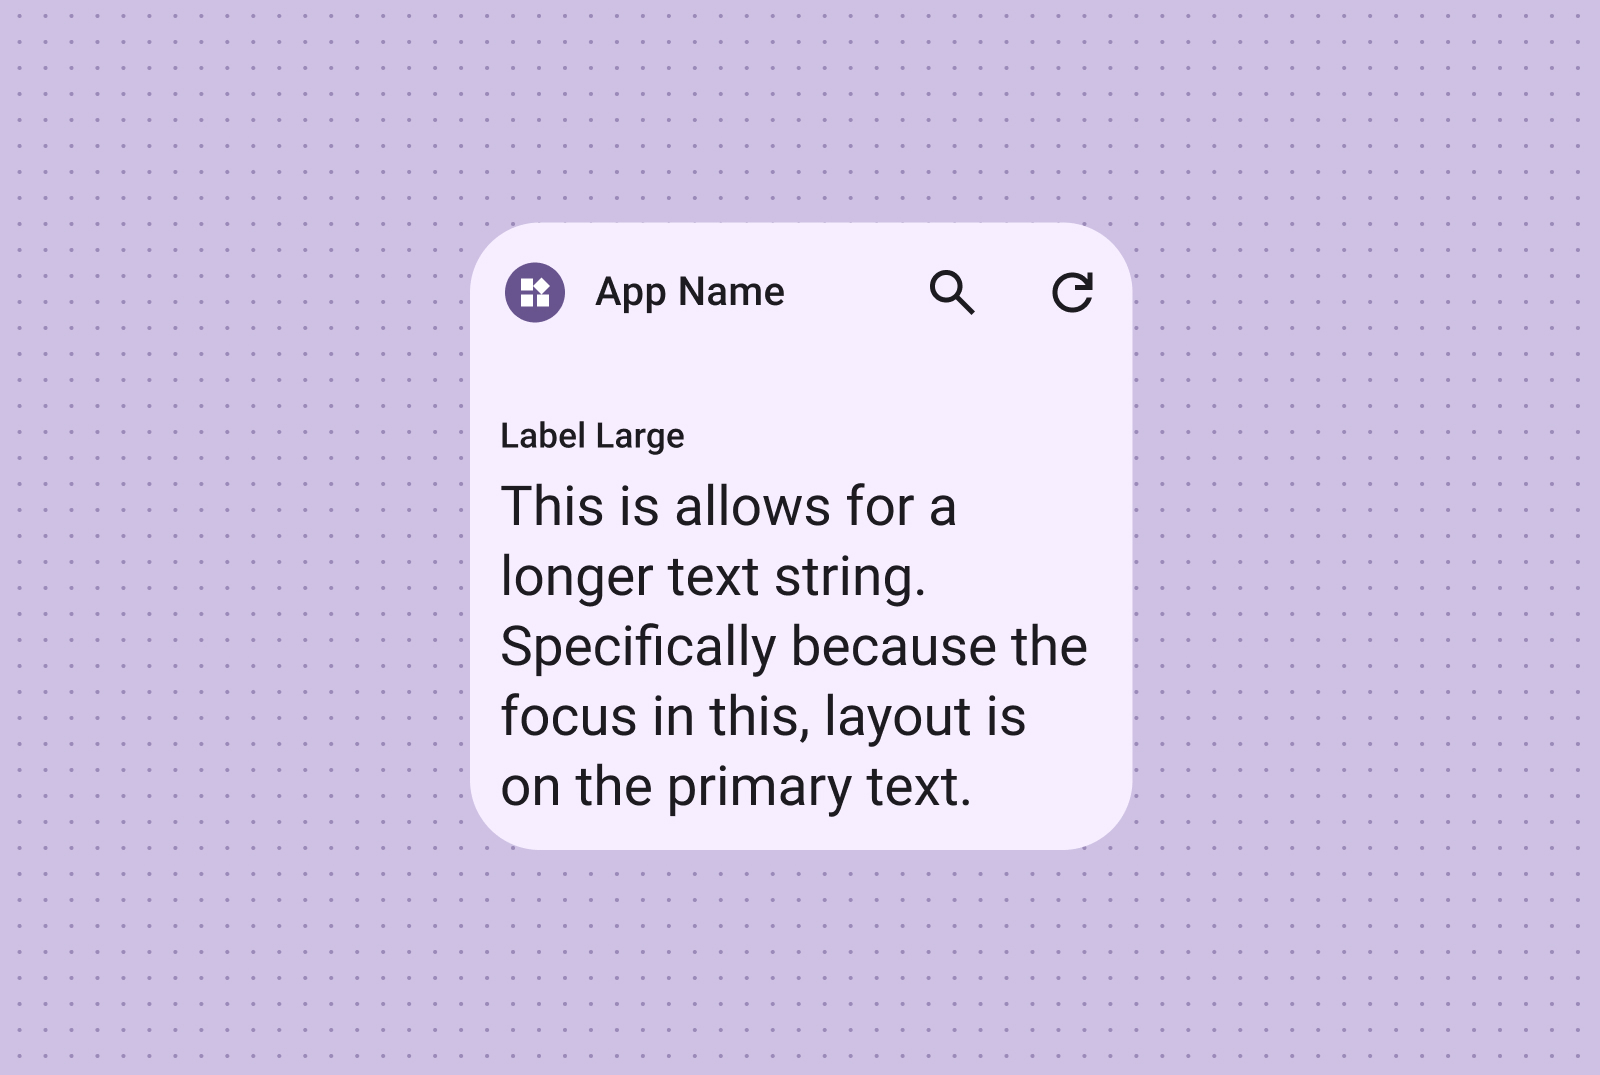 App Name
Label Large
This is allows for a
longer text string.
Specifically because the
focus in this, layout is
on the primary text.